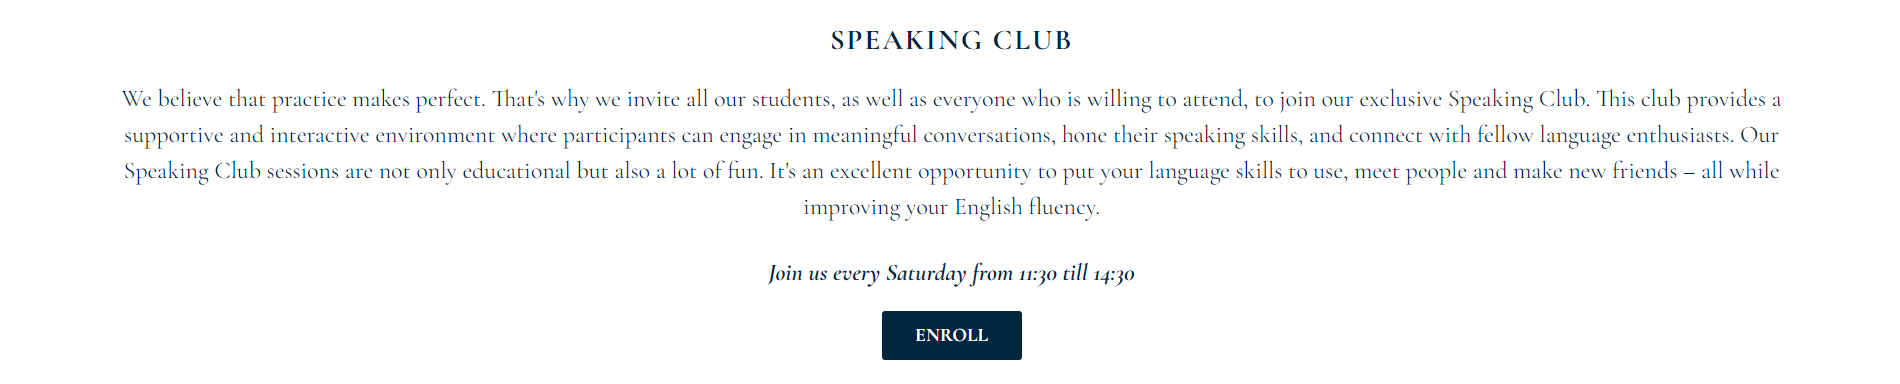 SPEAKING CLUB
We believe that practice makes perfect. That's why we invite all our students, as well as everyone who is willing to attend, to join our exclusive Speaking Club. This club provides a
supportive and interactive environment where participants can engage in meaningful conversations, hone their speaking skills, and connect with fellow language enthusiasts. Our
Speaking Club sessions are not only educational but also a lot of fun. It's an excellent opportunity to put your language skills to use, meet people and make new friends – all while
improving your English fluency.
Join us every Saturday from 11:30 till 14:30
ENROLL